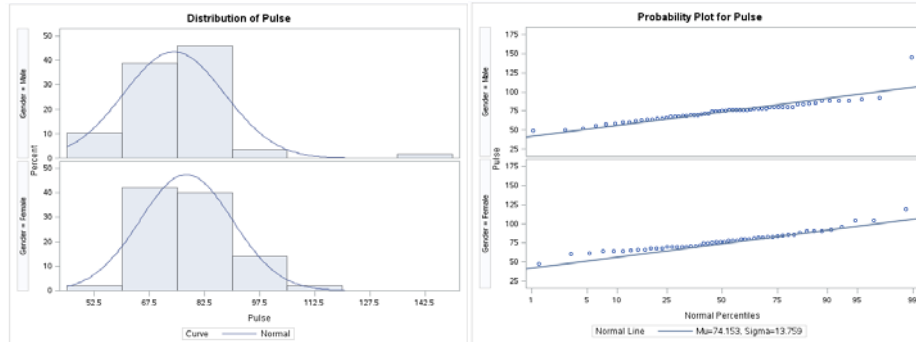 Distribution of Pulse
50
40
30
20
10
0
Gender = Male
Percent
50
40
30
20
10
0
Gender = Female
52.5 67.5 82.5 97.5 112.5 127.5 142.5
Pulse
Curve Normal
Probability Plot for Pulse
175
150
125
100
75
50
25
Gender = Male
Pulse
175
150
125
100
75
50
25
Gender = Female
1 5 10 25 50 75 90 95 99
Normal Percentiles
Normal Line Mu=74.153, Sigma=13.759